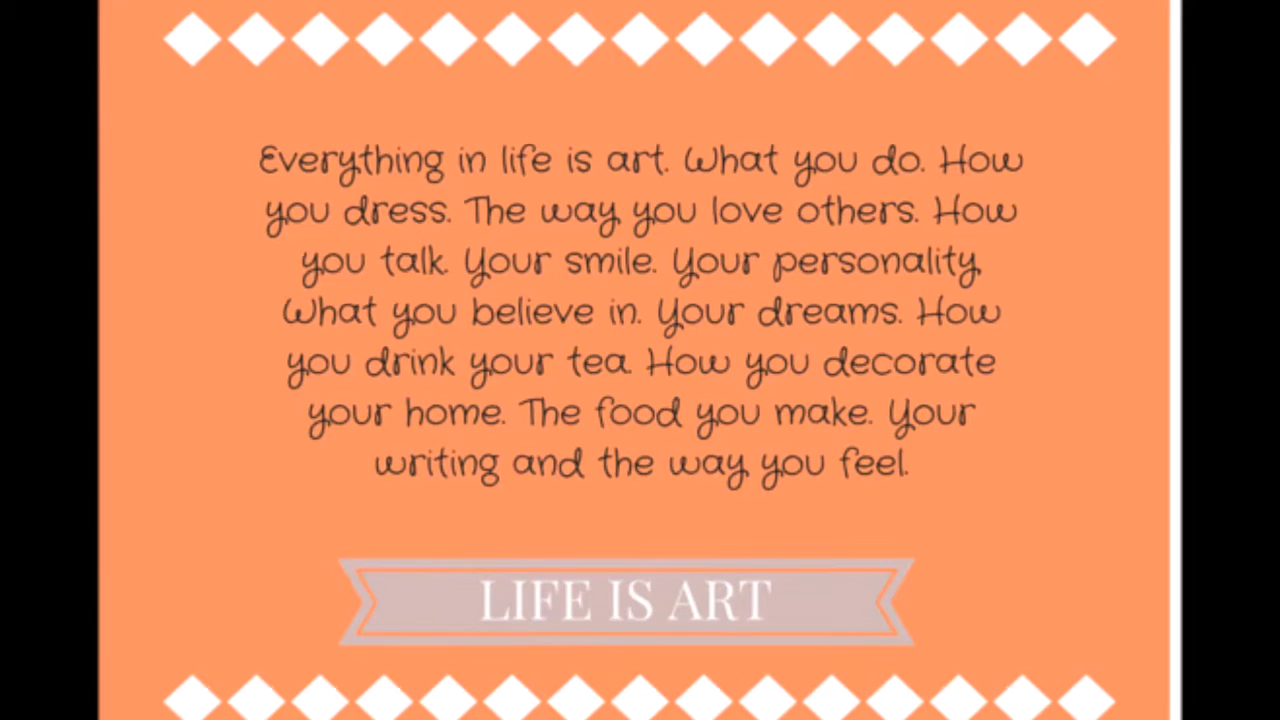 Everything in life is art. What you do. How
you dress. The way you love others. How
you talk. Your smile. Your personality.
What you believe in. Your dreams. How
you drink your tea. How you decorate
your home. The food you make. Your
writing and the way you feel.
LIFE IS ART